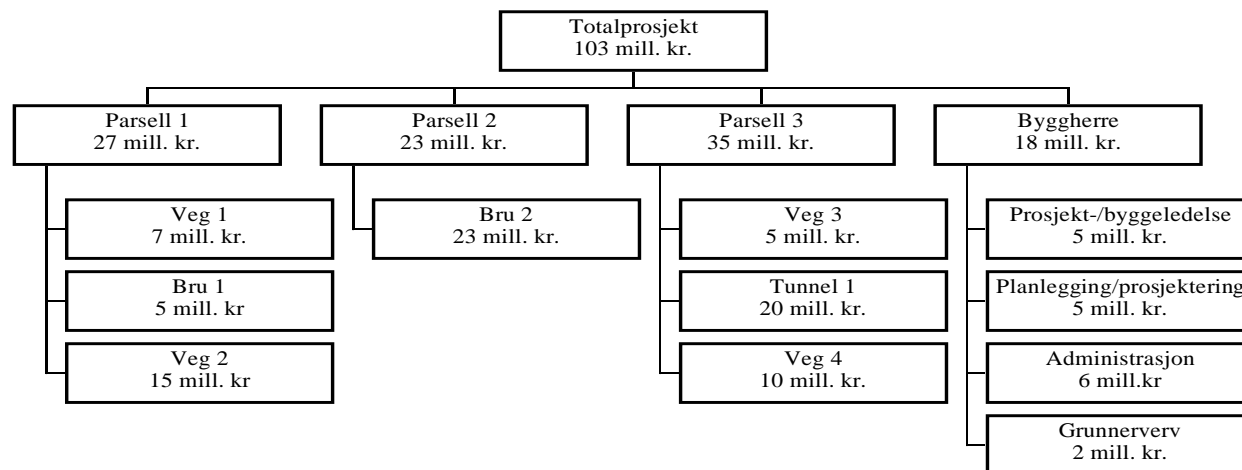 Totalprosjekt
103 mill. kr.
Parsell 1
27 mill. kr.
Parsell 2
23 mill. kr.
Parsell 3
35 mill. kr.
Byggherre
18 mill. kr.
Veg 1
7 mill. kr.
Bru 1
5 mill. kr
Veg 2
15 mill. kr
Bru 2
23 mill. kr.
Veg 3
5 mill. kr.
Tunnel 1
20 mill. kr.
Veg 4
10 mill. kr.
Prosjekt-/byggeledelse
5 mill. kr.
Planlegging/prosjektering
5 mill. kr.
Administrasjon
6 mill.kr
Grunnerverv
2 mill. kr.